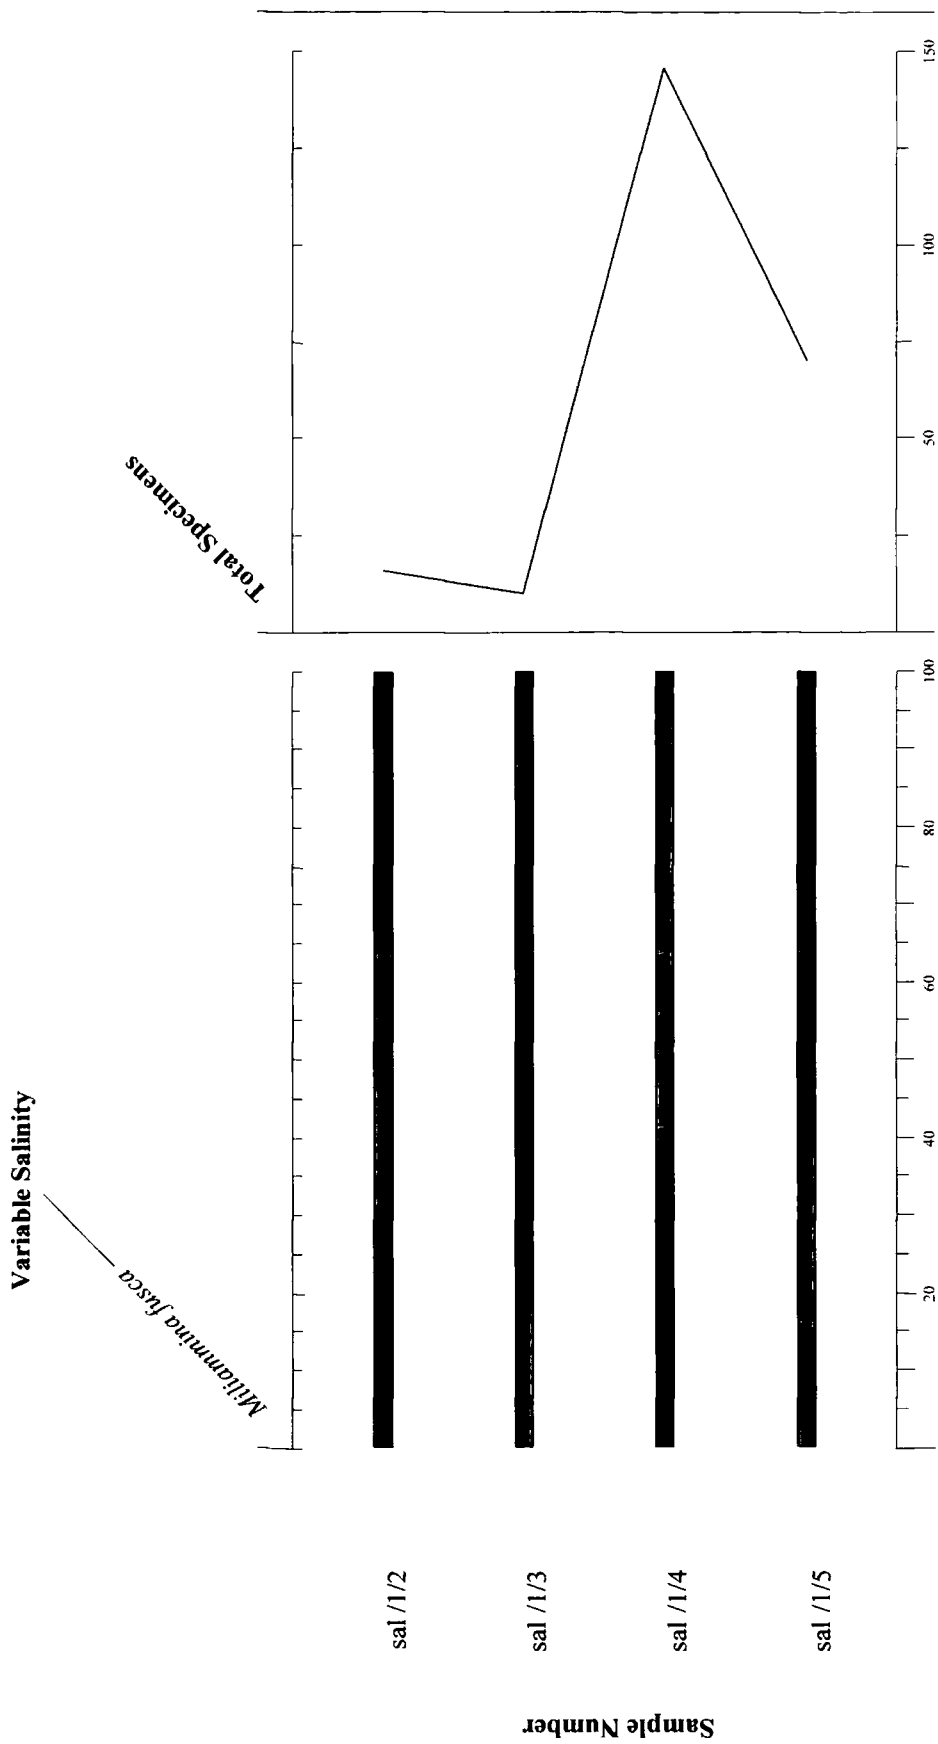 Variable Salinity
Miliammina fusca
Total Specimens
Sample Number
sal /1/2
sal /1/3
sal /1/4
sal /1/5
20
40
60
80
100
50
100
150